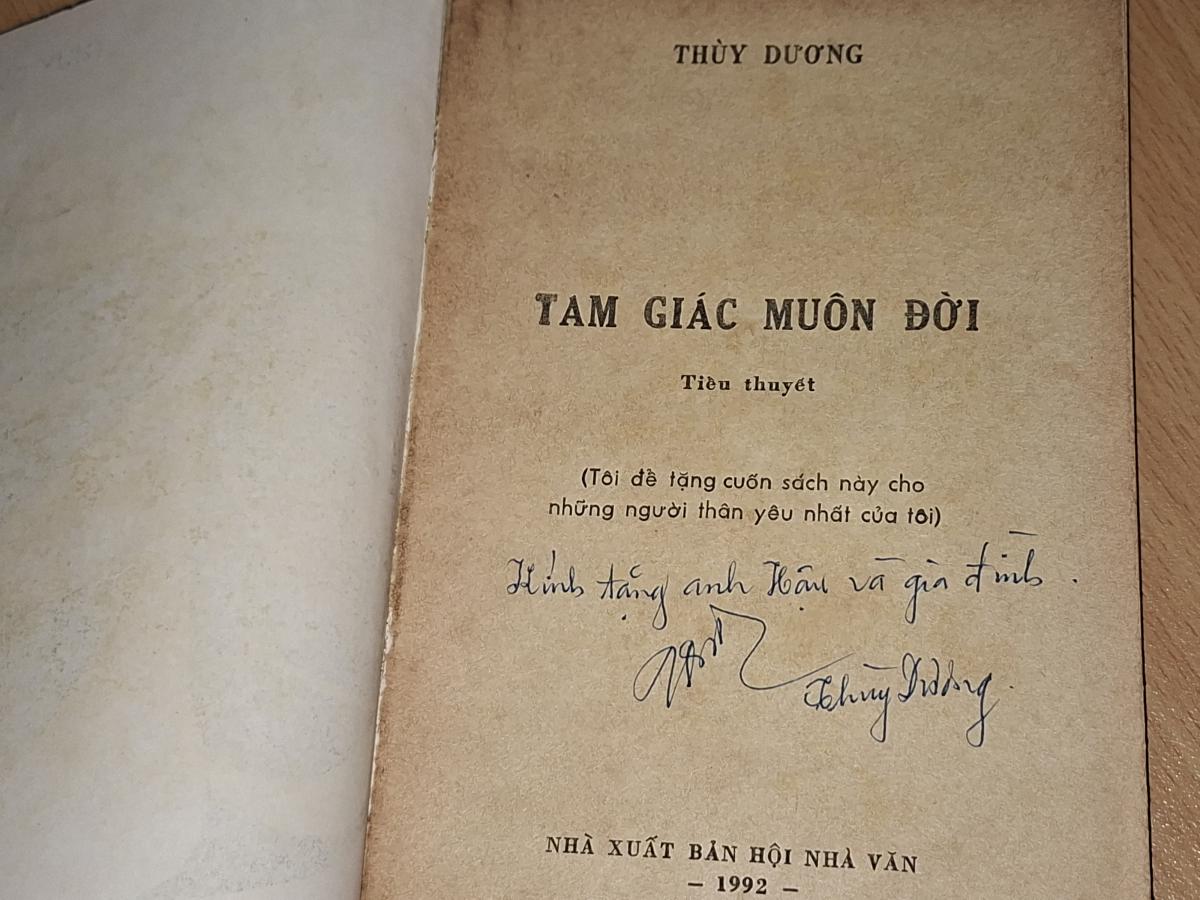 THÙY DƯƠNG
TAM GIÁC MUÔN ĐỜI
Tiểu thuyết
(Tôi đề tặng cuốn sách này cho
những người thân yêu nhất của tôi)
Kính tặng anh Hậu và gia đình.
Thùy Dương
NHÀ XUẤT BẢN HỘI NHÀ VĂN
— 1992 —